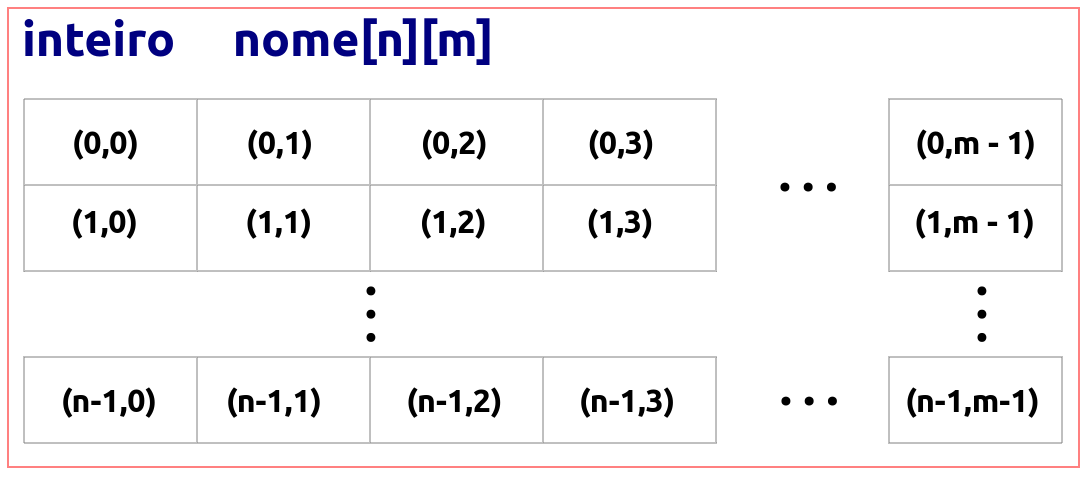 inteiro nome[n][m]
(0,0) (0,1) (0,2) (0,3) ... (0,m - 1)
(1,0) (1,1) (1,2) (1,3) (1,m - 1)
(n-1,0) (n-1,1) (n-1,2) (n-1,3) ... (n-1,m-1)